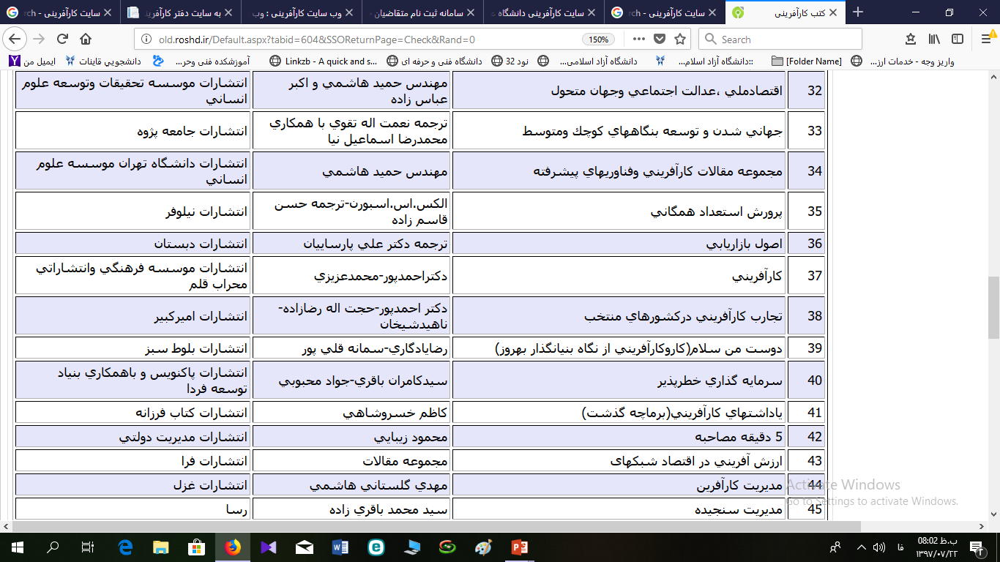 سایت کارآفرینی - rch
به سایت دفتر کارآفرین
وب سایت کارآفرینی : وب
سامانه ثبت نام متقاضیان -
سایت کارآفرینی دانشگاه
سایت کارآفرینی - rch
کتب کارآفرینی
old.roshd.ir/Default.aspx?tabid=604&SSOReturnPage=Check&Rand=0
150%
Search
ایمیل من
دانشجویی قاینات
آموزشکده فنی وحر...
Linkzb - A quick and s...
دانشگاه فنی و حرفه ای
نود 32
دانشگاه آزاد اسلامی...
::دانشگاه آزاد اسلام...
[Folder Name]
واریز وجه - خدمات ارز...
32 اقتصادملي ،عدالت اجتماعي وجهان متحول مهندس حميد هاشمي و اكبر انتشارات موسسه تحقيقات وتوسعه علوم
عباس زاده انساني
33 جهاني شدن و توسعه بنگاههاي كوچك ومتوسط ترجمه نعمت اله تقوي با همكاري انتشارات جامعه پژوه
محمدرضا اسماعيل نيا
34 مجموعه مقالات كارآفريني وفناوريهاي پيشرفته مهندس حميد هاشمي انتشارات دانشگاه تهران موسسه علوم
انساني
35 پرورش استعداد همگاني الكس.اس.اسبورن-ترجمه حسن انتشارات نيلوفر
قاسم زاده
36 اصول بازاريابي ترجمه دكتر علي پارساييان انتشارات دبستان
37 كارآفريني دكتراحمدپور-محمدعزيزي انتشارات موسسه فرهنگي وانتشاراتي
محراب قلم
38 تجارب كارآفريني دركشورهاي منتخب دكتر احمدپور-حجت اله رضازاده- انتشارات اميركبير
ناهيدشيخان
39 دوست من سلام(كاروكارآفريني از نگاه بنيانگذار بهروز) رضايادگاري-سمانه قلي پور انتشارات بلوط سبز
40 سرمايه گذاري خطرپذير سيدكامران باقري-جواد محبوبي انتشارات پاكنويس و باهمكاري بنياد
توسعه فردا
41 ياداشتهاي كارآفريني(برماچه گذشت) كاظم خسروشاهي انتشارات كتاب فرزانه
42 5 دقيقه مصاحبه محمود زيبايي انتشارات مديريت دولتي
43 ارزش آفريني در اقتصاد شبكهای مجموعه مقالات انتشارات فرا
44 مديريت كارآفرين مهدي گلستاني هاشمي انتشارات غزل
45 مديريت سنجيده سيد محمد باقري زاده رسا
Activate Windows
Go to Settings to activate Windows.
فا
08:02 ب.ظ
۱۳۹۷/۰۷/۲۲